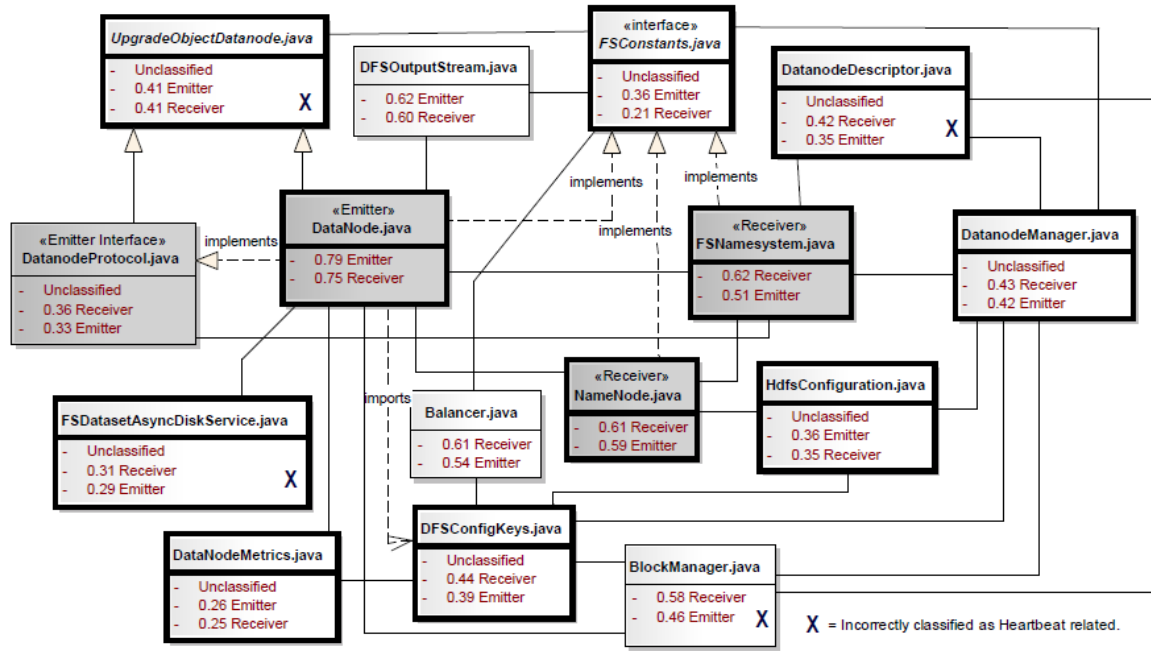 UpgradeObjectDatanode.java
- Unclassified
- 0.41 Emitter
- 0.41 Receiver
X
DFSOutputStream.java
- 0.62 Emitter
- 0.60 Receiver
«interface»
FSConstants.java
- Unclassified
- 0.36 Emitter
- 0.21 Receiver
DatanodeDescriptor.java
- Unclassified
- 0.42 Receiver
- 0.35 Emitter
X
implements
implements
implements
implements
«Emitter Interface»
DatanodeProtocol.java
- Unclassified
- 0.36 Receiver
- 0.33 Emitter
«Emitter»
DataNode.java
- 0.79 Emitter
- 0.75 Receiver
«Receiver»
FSNamesystem.java
- 0.62 Receiver
- 0.51 Emitter
DatanodeManager.java
- Unclassified
- 0.43 Receiver
- 0.42 Emitter
FSDatasetAsyncDiskService.java
- Unclassified
- 0.31 Receiver
- 0.29 Emitter
X
imports
Balancer.java
- 0.61 Receiver
- 0.54 Emitter
«Receiver»
NameNode.java
- 0.61 Receiver
- 0.59 Emitter
HdfsConfiguration.java
- Unclassified
- 0.36 Emitter
- 0.35 Receiver
DataNodeMetrics.java
- Unclassified
- 0.26 Emitter
- 0.25 Receiver
DFSConfigKeys.java
- Unclassified
- 0.44 Receiver
- 0.39 Emitter
BlockManager.java
- 0.58 Receiver
- 0.46 Emitter
X
X = Incorrectly classified as Heartbeat related.